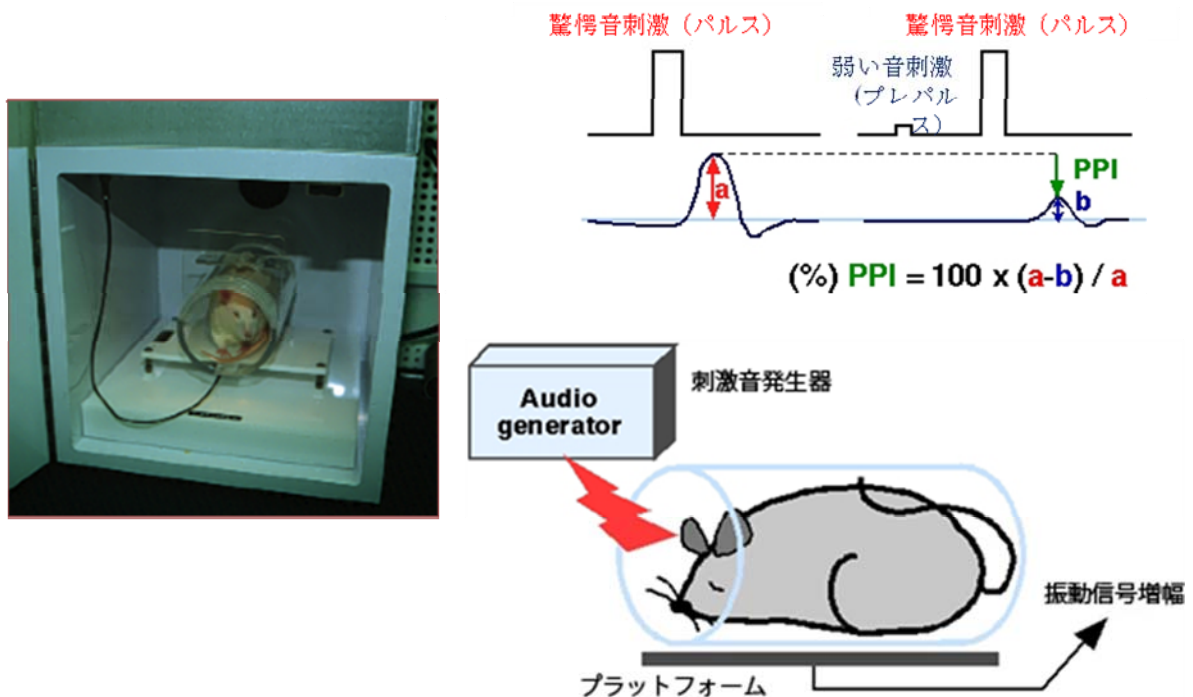 驚愕音刺激（パルス）
驚愕音刺激（パルス）
弱い音刺激
(プレパル
ス）
a
PPI
b
(%) PPI = 100 x (a-b) / a
Audio
generator
刺激音発生器
振動信号増幅
プラットフォーム